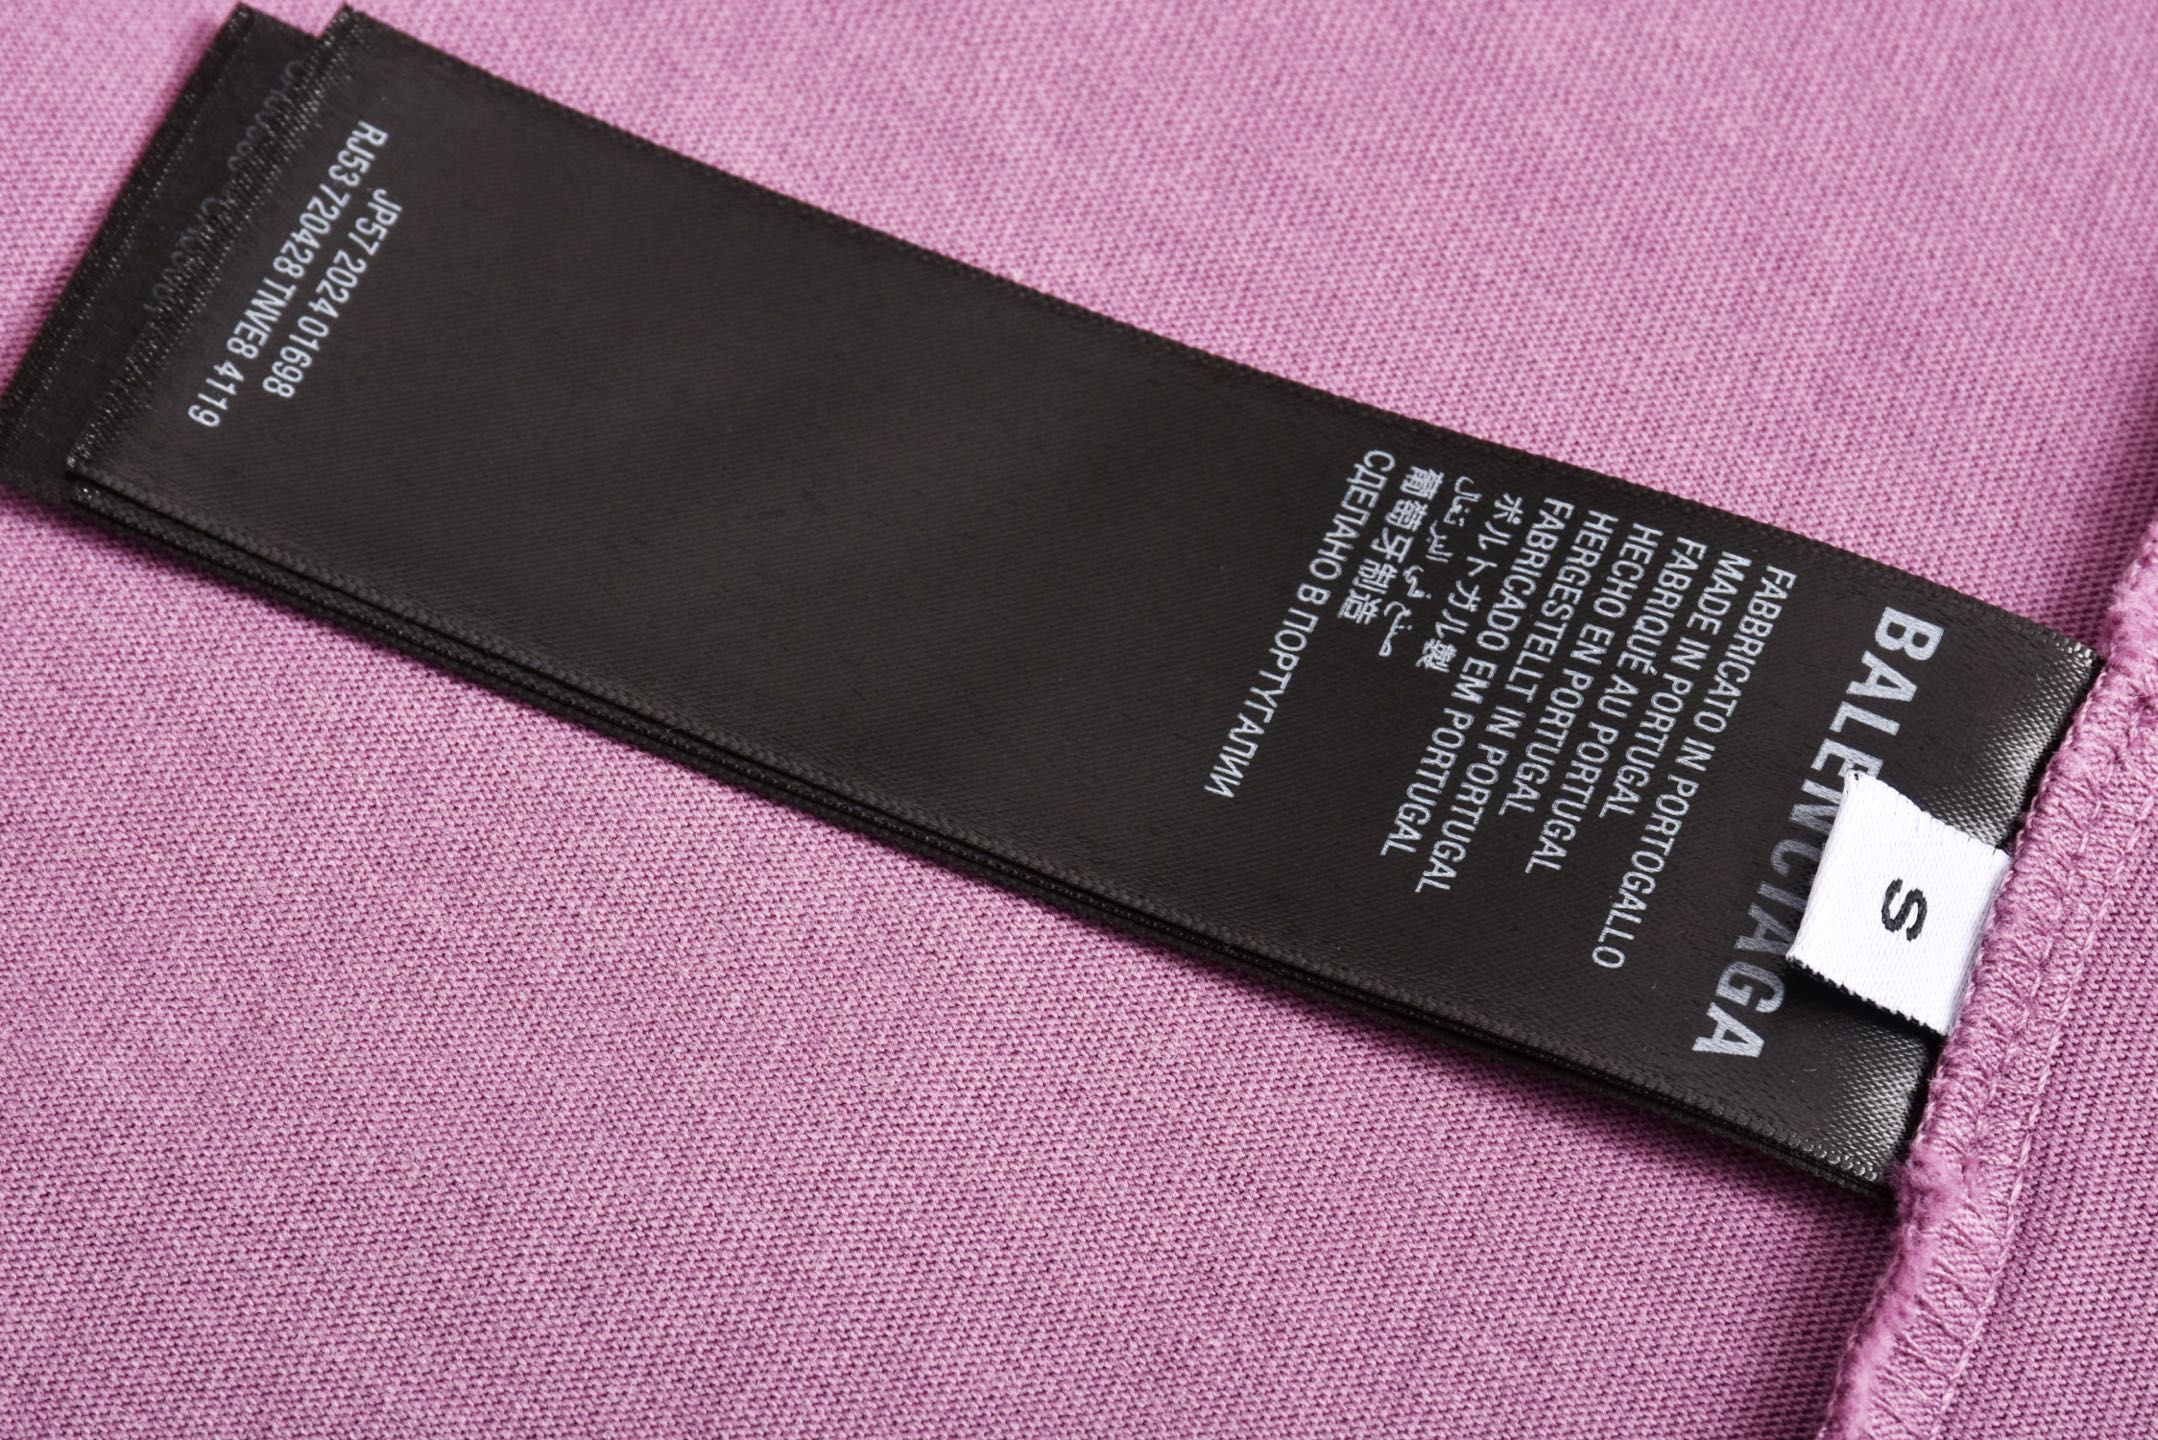 BALENCIAGA
S
FABBRICATO IN PORTOGALLO
MADE IN PORTUGAL
FABRIQUÉ AU PORTUGAL
HECHO EN PORTUGAL
HERGESTELLT IN PORTUGAL
FABRICADO EM PORTUGAL
ポルトガル製
صنع في البرتغال
葡萄牙制造
СДЕЛАНО В ПОРТУГАЛИИ
JP57 2024 01698
RJ53 720428 TNVE8 4119